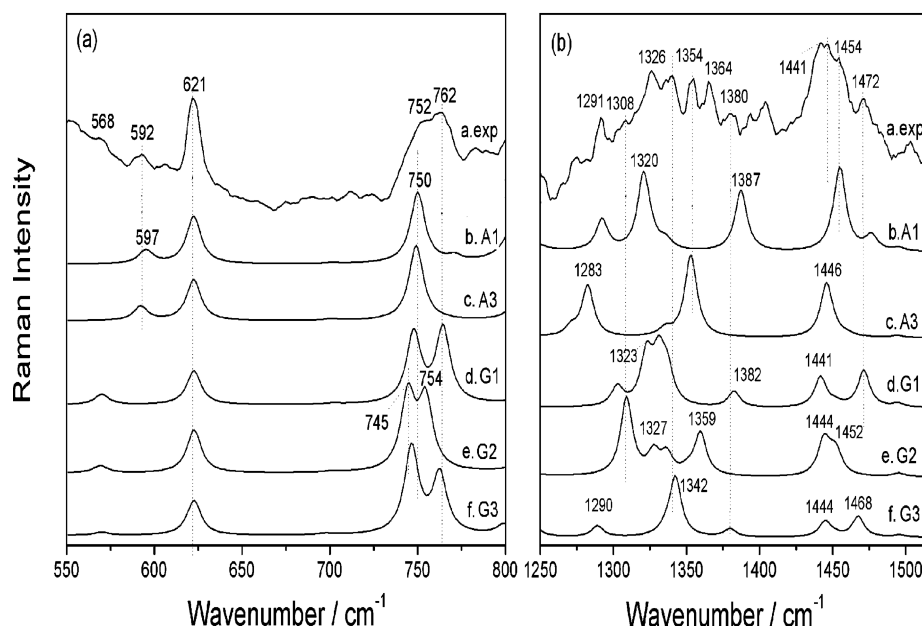 (a)
621
752
762
568
592
a.exp
750
597
b. A1
c. A3
754
d. G1
745
e. G2
f. G3
550
600
650
700
750
800
Wavenumber / cm-1
Raman Intensity
(b)
1454
1326
1354
1364
1441
1472
1291
1308
1380
a.exp
1320
1387
b. A1
1283
1446
c. A3
1323
1382
1441
d. G1
1327
1359
1444
1452
e. G2
1290
1342
1444
1468
f. G3
1250
1300
1350
1400
1450
1500
Wavenumber / cm-1